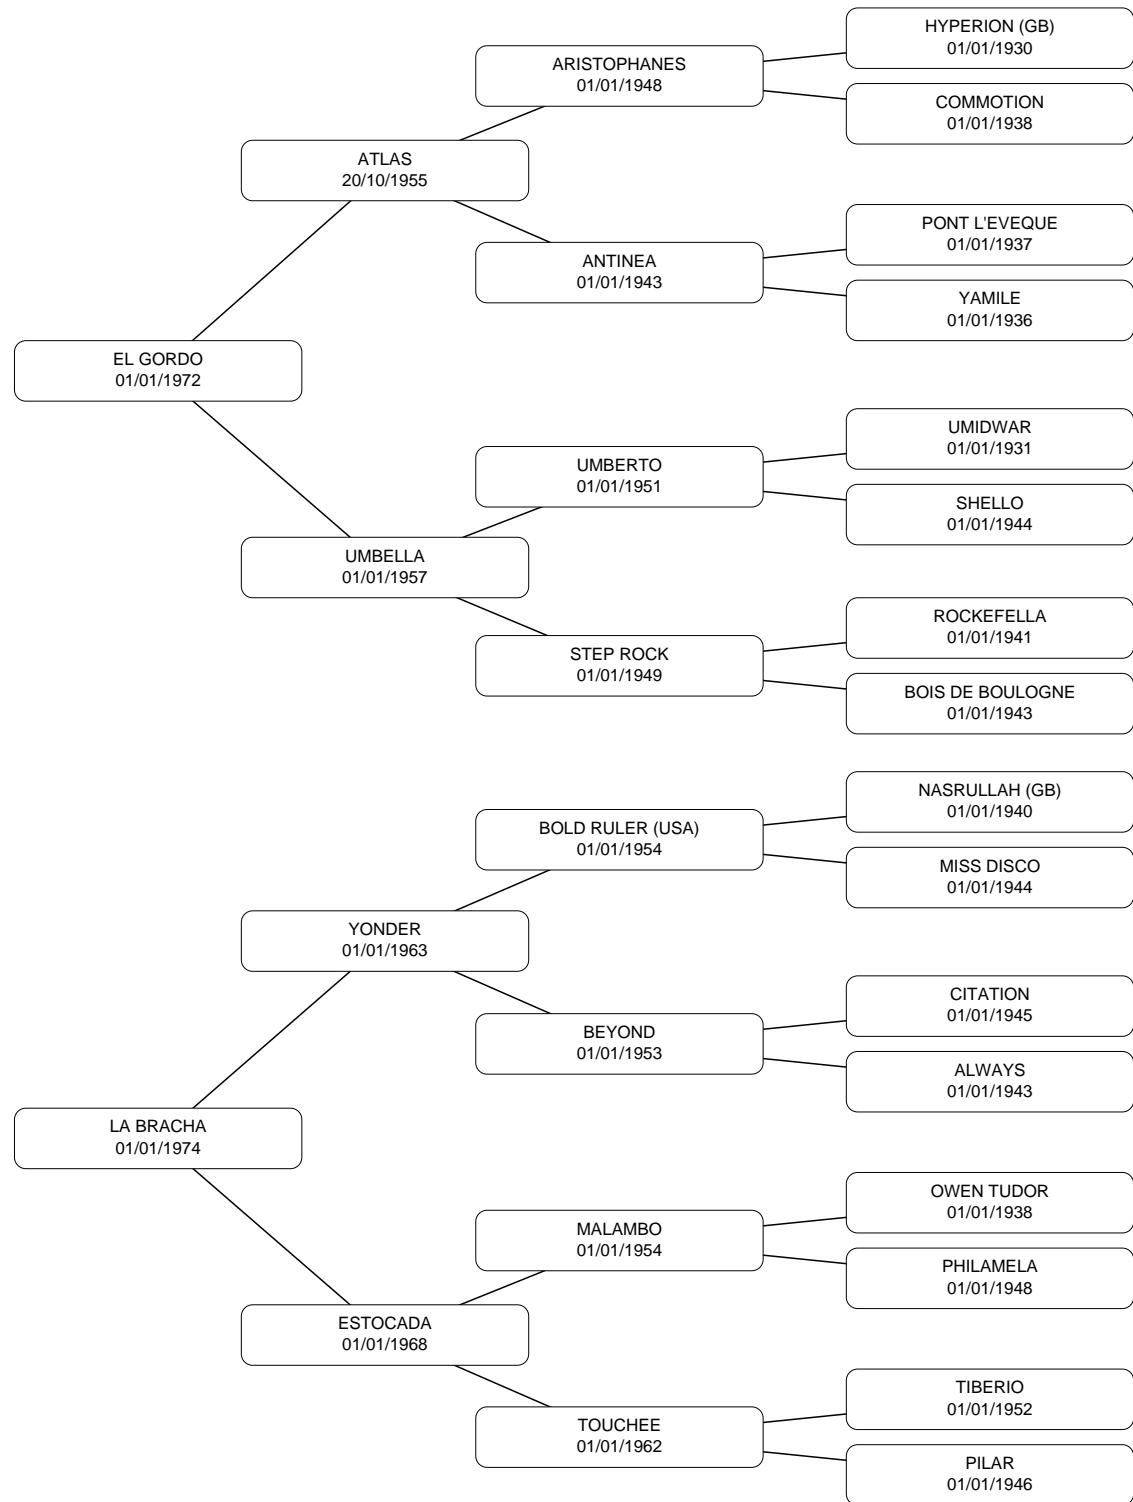 HYPERION (GB)
01/01/1930
ARISTOPHANES
01/01/1948
COMMOTION
01/01/1938
ATLAS
20/10/1955
PONT L'EVEQUE
01/01/1937
ANTINEA
01/01/1943
YAMILE
01/01/1936
EL GORDO
01/01/1972
UMIDWAR
01/01/1931
UMBERTO
01/01/1951
SHELLO
01/01/1944
UMBELLA
01/01/1957
ROCKEFELLA
01/01/1941
STEP ROCK
01/01/1949
BOIS DE BOULOGNE
01/01/1943
NASRULLAH (GB)
01/01/1940
BOLD RULER (USA)
01/01/1954
MISS DISCO
01/01/1944
YONDER
01/01/1963
CITATION
01/01/1945
BEYOND
01/01/1953
ALWAYS
01/01/1943
LA BRACHA
01/01/1974
OWEN TUDOR
01/01/1938
MALAMBO
01/01/1954
PHILAMELA
01/01/1948
ESTOCADA
01/01/1968
TIBERIO
01/01/1952
TOUCHEE
01/01/1962
PILAR
01/01/1946